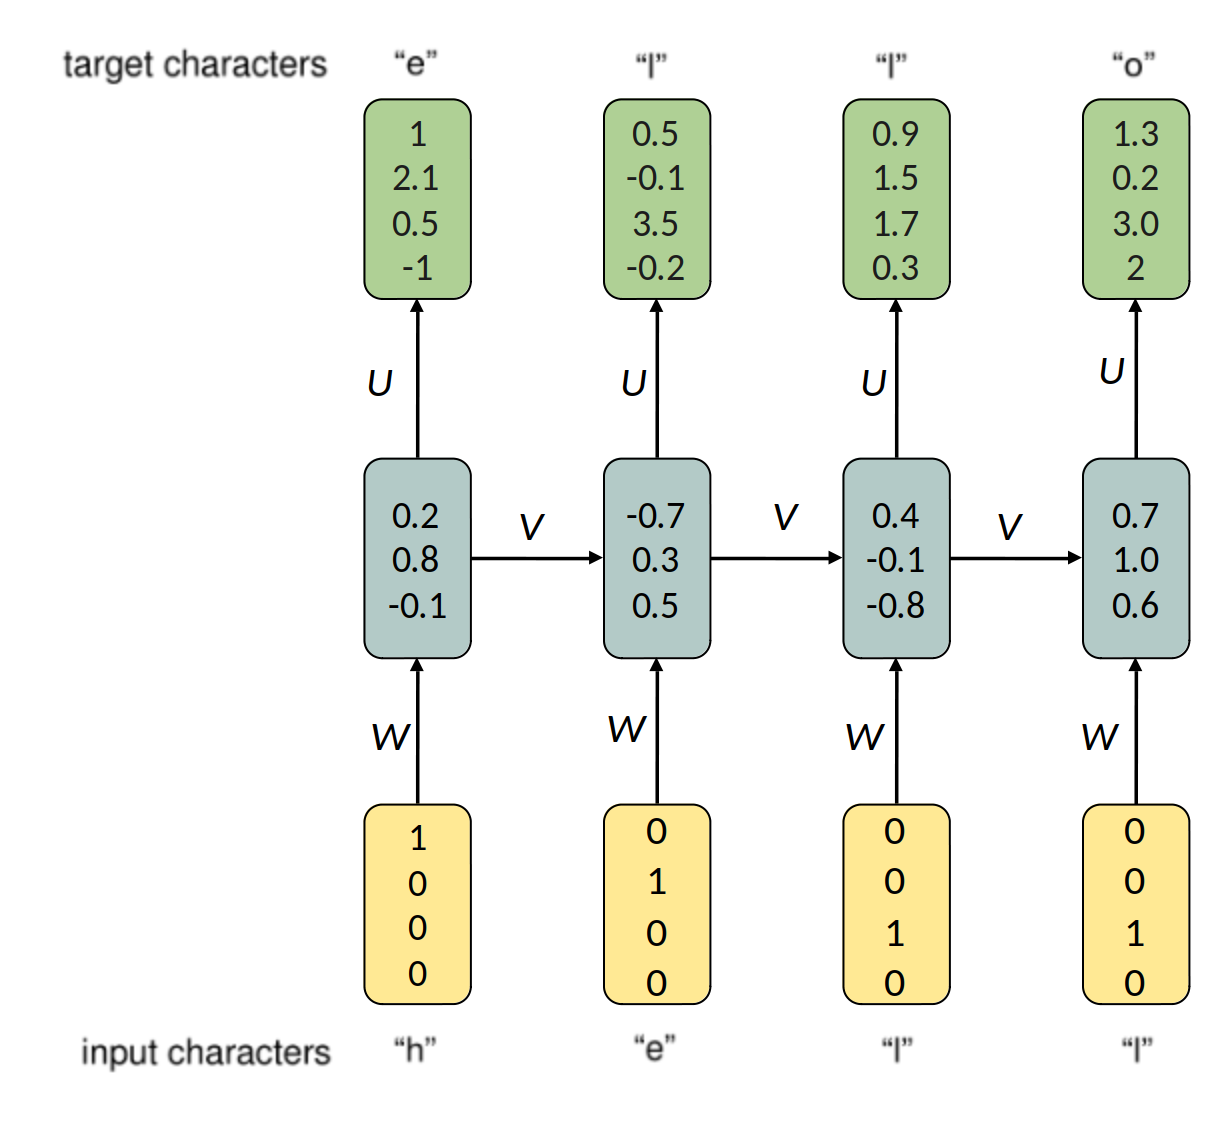 target characters “e” “l” “l” “o”
1 0.5 0.9 1.3
2.1 -0.1 1.5 0.2
0.5 3.5 1.7 3.0
-1 -0.2 0.3 2
U U U U
0.2 -0.7 0.4 0.7
0.8 0.3 -0.1 1.0
-0.1 0.5 -0.8 0.6
V V V
W W W W
1 0 0 0
0 1 0 0
0 0 1 1
0 0 0 0
input characters “h” “e” “l” “l”